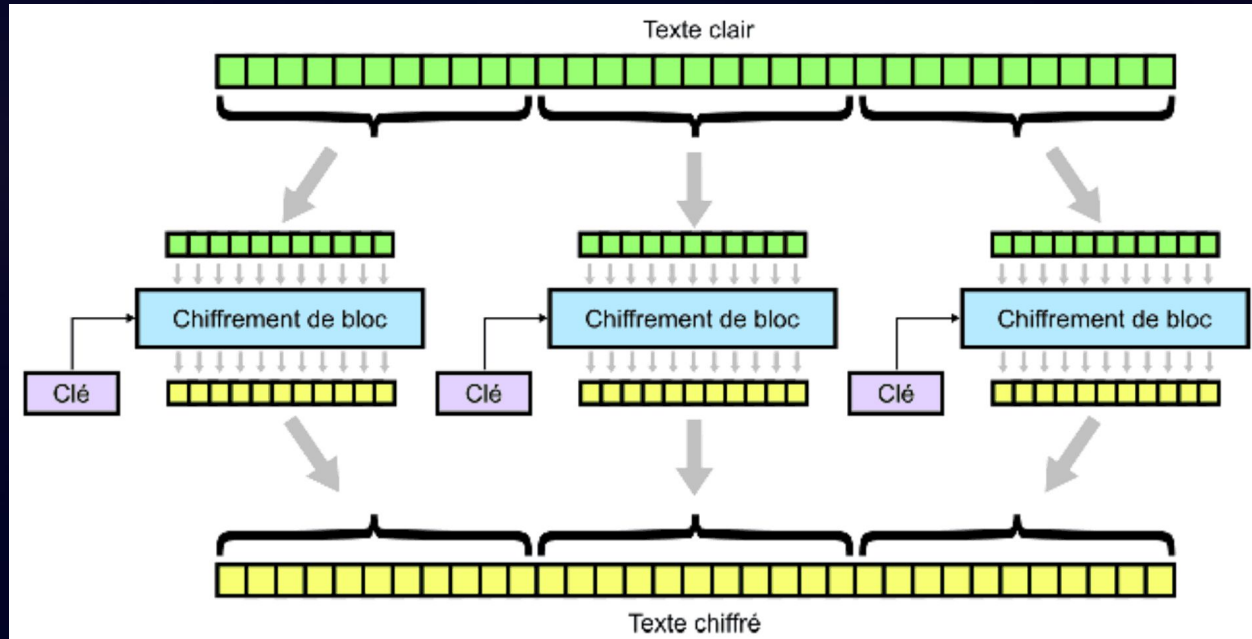 Texte clair
Chiffrement de bloc
Chiffrement de bloc
Chiffrement de bloc
Clé
Clé
Clé
Texte chiffré